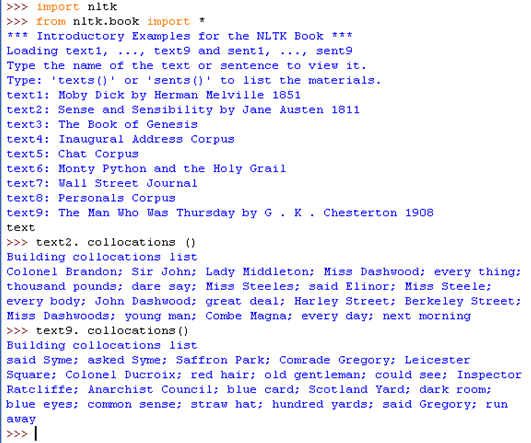 >>> import nltk
>>> from nltk.book import *
*** Introductory Examples for the NLTK Book ***
Loading text1, ..., text9 and sent1, ..., sent9
Type the name of the text or sentence to view it.
Type: 'texts()' or 'sents()' to list the materials.
text1: Moby Dick by Herman Melville 1851
text2: Sense and Sensibility by Jane Austen 1811
text3: The Book of Genesis
text4: Inaugural Address Corpus
text5: Chat Corpus
text6: Monty Python and the Holy Grail
text7: Wall Street Journal
text8: Personals Corpus
text9: The Man Who Was Thursday by G . K . Chesterton 1908
text
>>> text2. collocations ()
Building collocations list
Colonel Brandon; Sir John; Lady Middleton; Miss Dashwood; every thing;
thousand pounds; dare say; Miss Steeles; said Elinor; Miss Steele;
every body; John Dashwood; great deal; Harley Street; Berkeley Street;
Miss Dashwoods; young man; Combe Magna; every day; next morning
>>> text9. collocations()
Building collocations list
said Syme; asked Syme; Saffron Park; Comrade Gregory; Leicester
Square; Colonel Ducroix; red hair; old gentleman; could see; Inspector
Ratcliffe; Anarchist Council; blue card; Scotland Yard; dark room;
blue eyes; common sense; straw hat; hundred yards; said Gregory; run
away
>>>